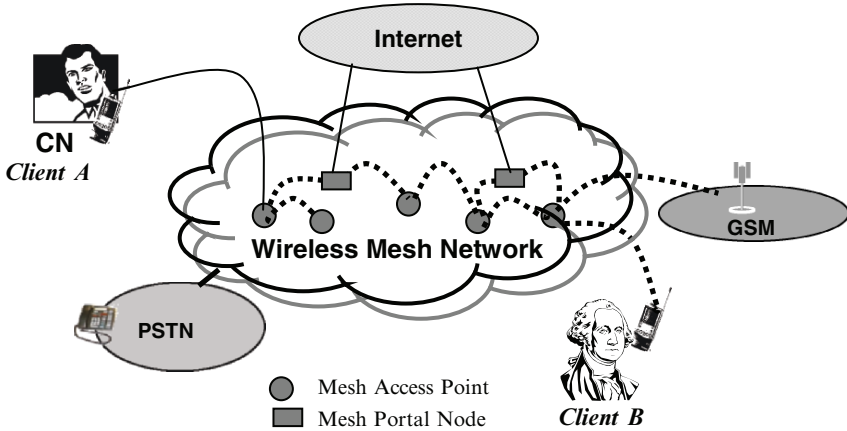 Internet
CN
Client A
Wireless Mesh Network
GSM
PSTN
Mesh Access Point
Mesh Portal Node
Client B